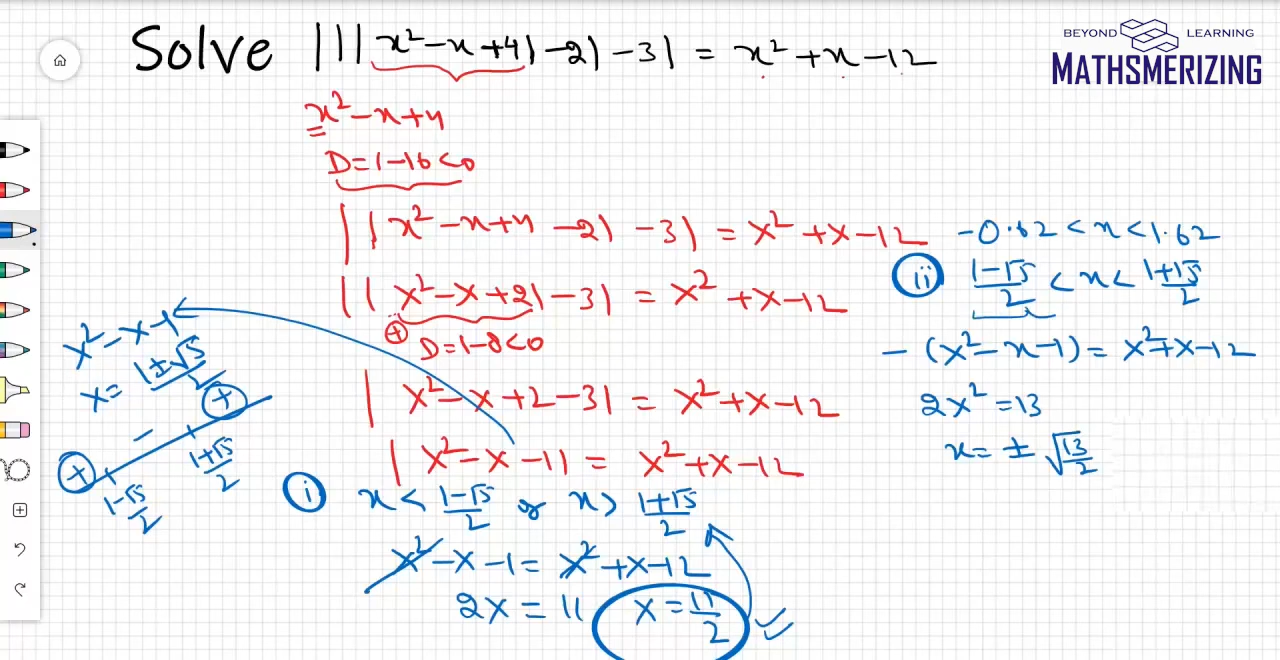 Solve |||x² - x + 4| - 2| - 3| = x² + x - 12
BEYOND LEARNING
MATHSMERIZING
x² - x + 4
D = 1 - 16 < 0
||x² - x + 4 - 2| - 3| = x² + x - 12
||x² - x + 2| - 3| = x² + x - 12
⊕ D = 1 - 8 < 0
|x² - x + 2 - 3| = x² + x - 12
|x² - x - 1| = x² + x - 12
x² - x - 1
x = (1 ± √5)/2
⊕ - ⊕
(1 - √5)/2 (1 + √5)/2
(i) x < (1 - √5)/2 or x > (1 + √5)/2
x² - x - 1 = x² + x - 12
2x = 11 x = 11/2
-0.62 < x < 1.62
(ii) (1 - √5)/2 < x < (1 + √5)/2
- (x² - x - 1) = x² + x - 12
2x² = 13
x = ± √(13/2)